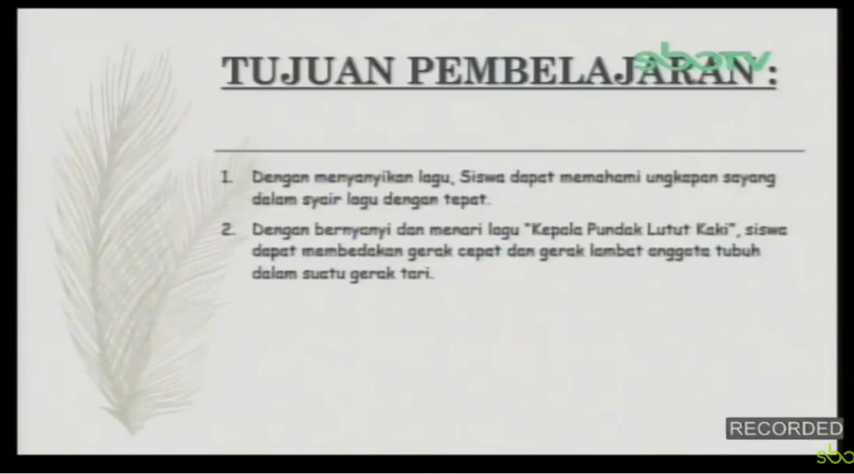 sboTV
TUJUAN PEMBELAJARAN :
1. Dengan menyanyikan lagu, Siswa dapat memahami ungkapan sayang
dalam syair lagu dengan tepat.
2. Dengan bernyanyi dan menari lagu "Kepala Pundak Lutut Kaki", siswa
dapat membedakan gerak cepat dan gerak lambat anggota tubuh
dalam suatu gerak tari.
RECORDED
sbo